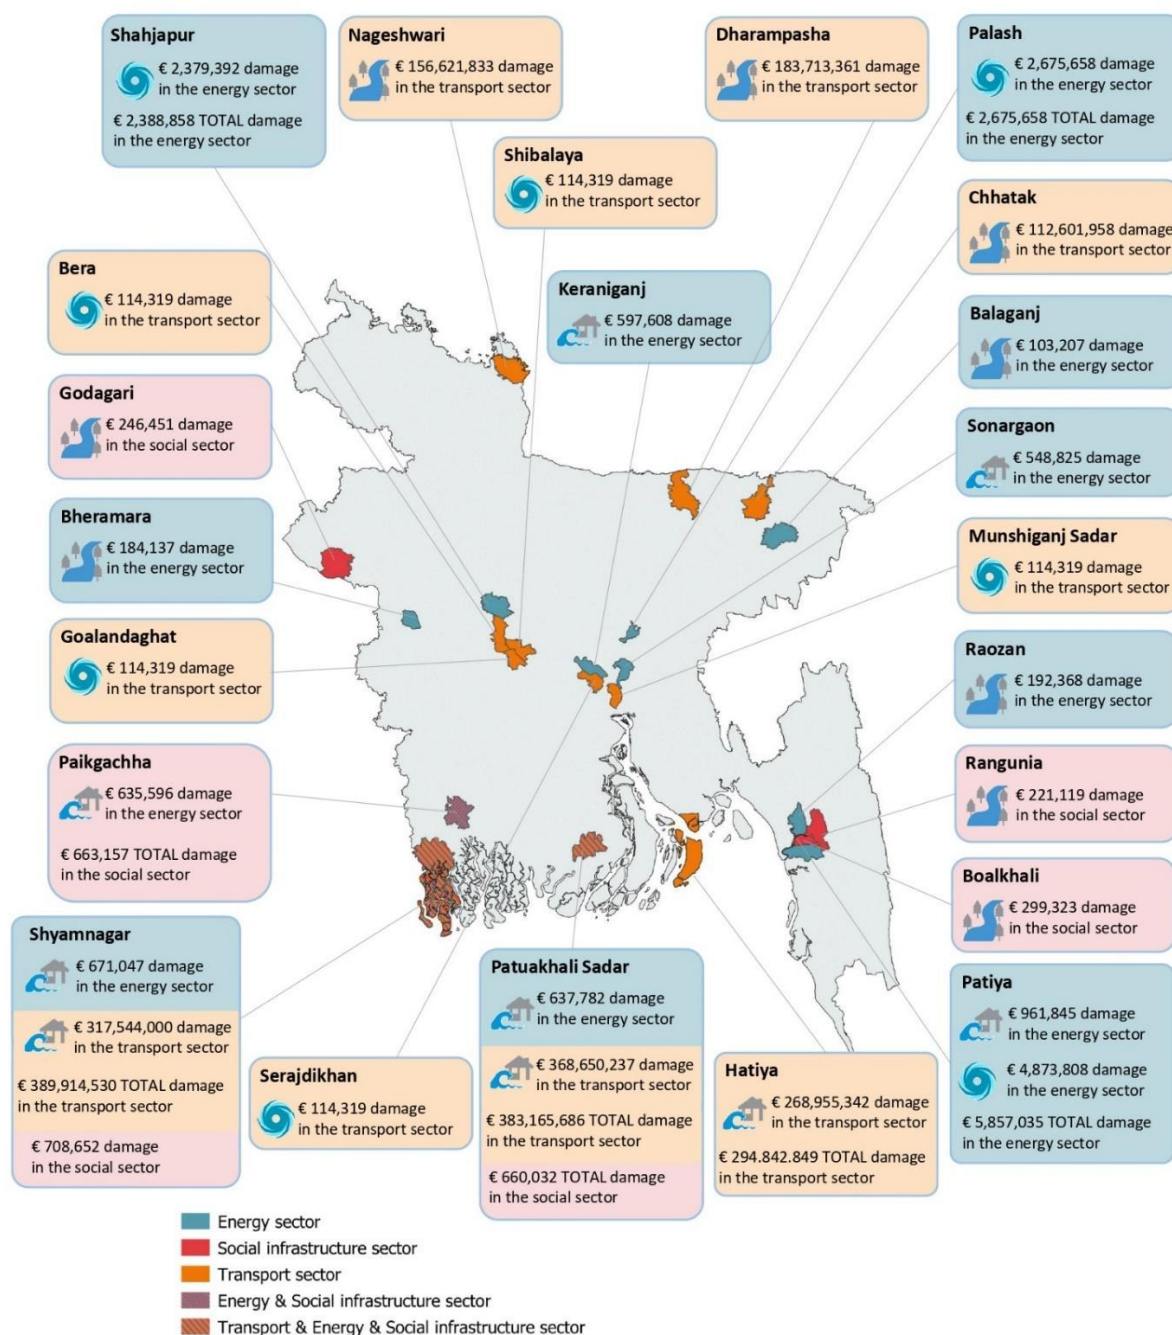 Shahjapur
€ 2,379,392 damage
in the energy sector
€ 2,388,858 TOTAL damage
in the energy sector
Nageshwari
€ 156,621,833 damage
in the transport sector
Dharampasha
€ 183,713,361 damage
in the transport sector
Palash
€ 2,675,658 damage
in the energy sector
€ 2,675,658 TOTAL damage
in the energy sector
Shibalaya
€ 114,319 damage
in the transport sector
Chhatak
€ 112,601,958 damage
in the transport sector
Bera
€ 114,319 damage
in the transport sector
Keraniganj
€ 597,608 damage
in the energy sector
Balaganj
€ 103,207 damage
in the energy sector
Godagari
€ 246,451 damage
in the social sector
Sonargaon
€ 548,825 damage
in the energy sector
Bheramara
€ 184,137 damage
in the energy sector
Munshiganj Sadar
€ 114,319 damage
in the transport sector
Goalandaghat
€ 114,319 damage
in the transport sector
Raozan
€ 192,368 damage
in the energy sector
Paikgachha
€ 635,596 damage
in the energy sector
€ 663,157 TOTAL damage
in the social sector
Rangunia
€ 221,119 damage
in the social sector
Boalkhali
€ 299,323 damage
in the social sector
Shyamnagar
€ 671,047 damage
in the energy sector
€ 317,544,000 damage
in the transport sector
€ 389,914,530 TOTAL damage
in the transport sector
€ 708,652 damage
in the social sector
Serajdikhan
€ 114,319 damage
in the transport sector
Patuakhali Sadar
€ 637,782 damage
in the energy sector
€ 368,650,237 damage
in the transport sector
€ 383,165,686 TOTAL damage
in the transport sector
€ 660,032 TOTAL damage
in the social sector
Hatiya
€ 268,955,342 damage
in the transport sector
€ 294.842.849 TOTAL damage
in the transport sector
Patiya
€ 961,845 damage
in the energy sector
€ 4,873,808 damage
in the energy sector
€ 5,857,035 TOTAL damage
in the energy sector
Energy sector
Social infrastructure sector
Transport sector
Energy & Social infrastructure sector
Transport & Energy & Social infrastructure sector